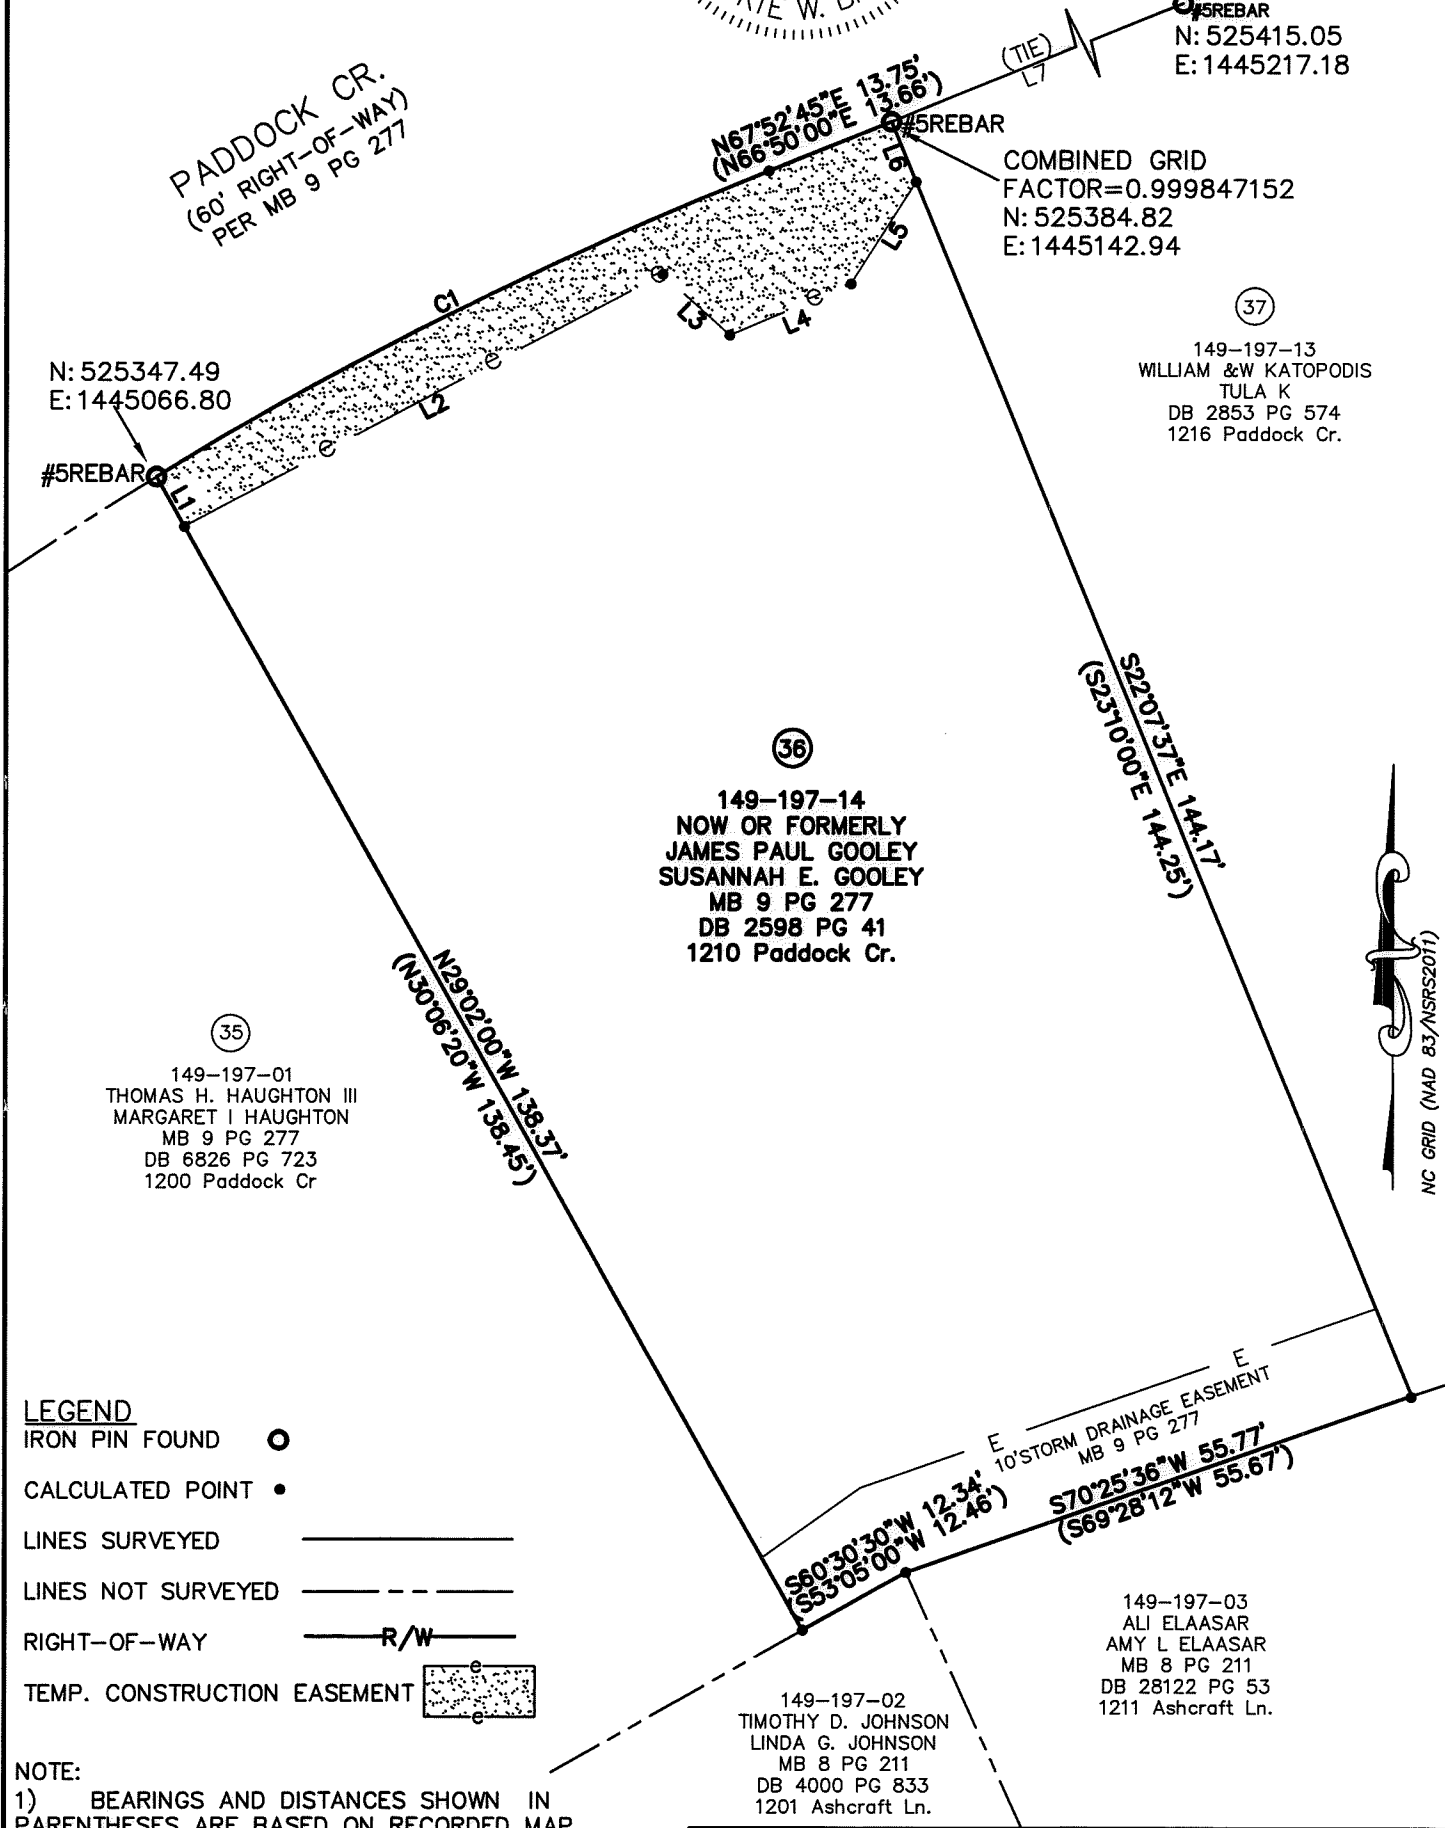 #5REBAR
N: 525415.05
E: 1445217.18
(TIE)
L7
PADDOCK CR.
(60' RIGHT-OF-WAY)
PER MB 9 PG 277
N67°52'45"E 13.75'
(N66°50'00"E 13.66')
#5REBAR
L6
COMBINED GRID
FACTOR=0.999847152
N: 525384.82
E: 1445142.94
L5
C1
e
e
L3
L4
e
L2
e
N: 525347.49
E: 1445066.80
#5REBAR
L1
37
149-197-13
WILLIAM &W KATOPODIS
TULA K
DB 2853 PG 574
1216 Paddock Cr.
S22°07'37"E 144.17'
(S23°10'00"E 144.25')
36
149-197-14
NOW OR FORMERLY
JAMES PAUL GOOLEY
SUSANNAH E. GOOLEY
MB 9 PG 277
DB 2598 PG 41
1210 Paddock Cr.
N29°02'00"W 138.37'
(N30°06'20"W 138.45')
35
149-197-01
THOMAS H. HAUGHTON III
MARGARET I HAUGHTON
MB 9 PG 277
DB 6826 PG 723
1200 Paddock Cr
NC GRID (NAD 83/NSRS2011)
E
E
10'STORM DRAINAGE EASEMENT
MB 9 PG 277
S60°30'30"W 12.34'
(S53°05'00"W 12.46')
S70°25'36"W 55.77'
(S69°28'12"W 55.67')
LEGEND
IRON PIN FOUND
CALCULATED POINT
LINES SURVEYED
LINES NOT SURVEYED
RIGHT-OF-WAY R/W
TEMP. CONSTRUCTION EASEMENT e e
149-197-03
ALI ELAASAR
AMY L ELAASAR
MB 8 PG 211
DB 28122 PG 53
1211 Ashcraft Ln.
149-197-02
TIMOTHY D. JOHNSON
LINDA G. JOHNSON
MB 8 PG 211
DB 4000 PG 833
1201 Ashcraft Ln.
NOTE:
1) BEARINGS AND DISTANCES SHOWN IN
PARENTHESES ARE BASED ON RECORDED MAP